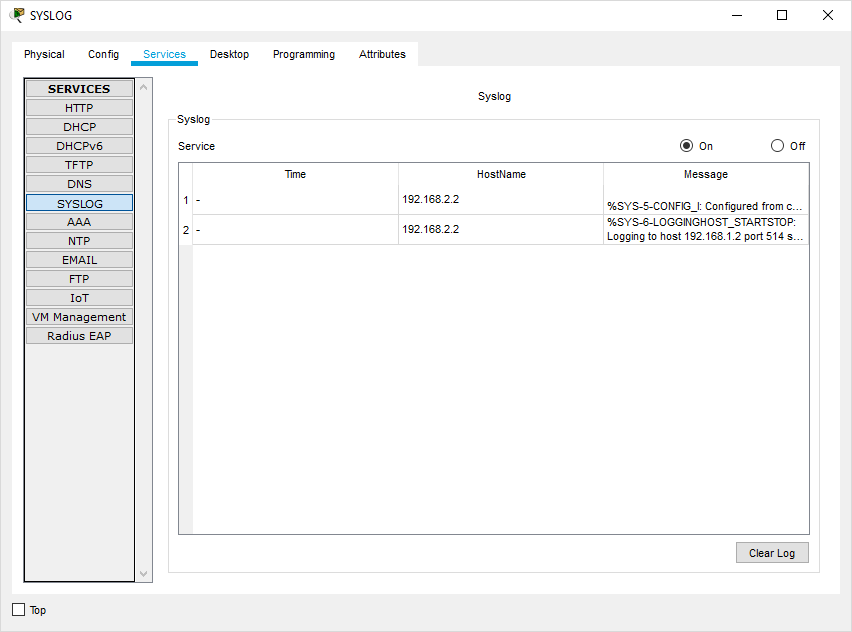 SYSLOG
Physical Config Services Desktop Programming Attributes
SERVICES
HTTP
DHCP
DHCPv6
TFTP
DNS
SYSLOG
AAA
NTP
EMAIL
FTP
IoT
VM Management
Radius EAP
Syslog
Syslog
Service On Off
Time HostName Message
1 - 192.168.2.2 %SYS-5-CONFIG_I: Configured from c...
2 - 192.168.2.2 %SYS-6-LOGGINGHOST_STARTSTOP:
Logging to host 192.168.1.2 port 514 s...
Clear Log
Top